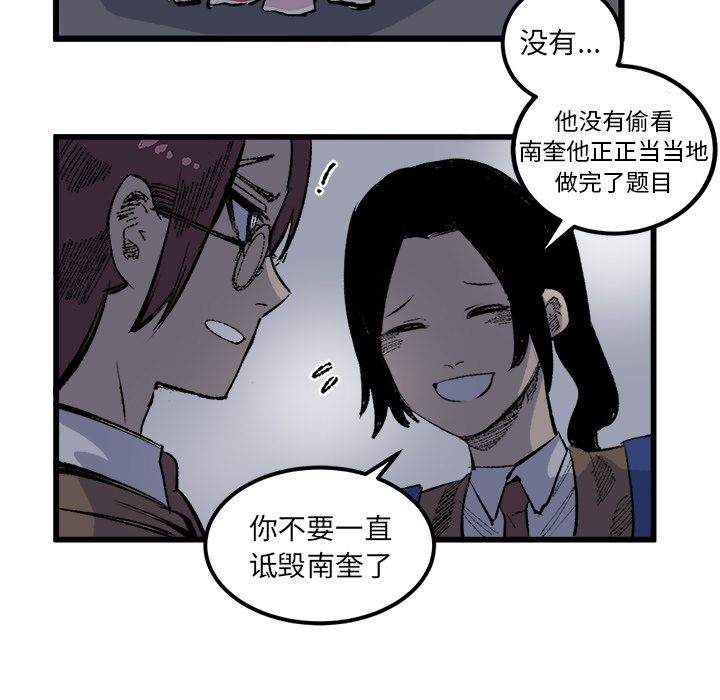 没有...
他没有偷看
南奎他正正当当地
做完了题目
你不要一直
诋毁南奎了